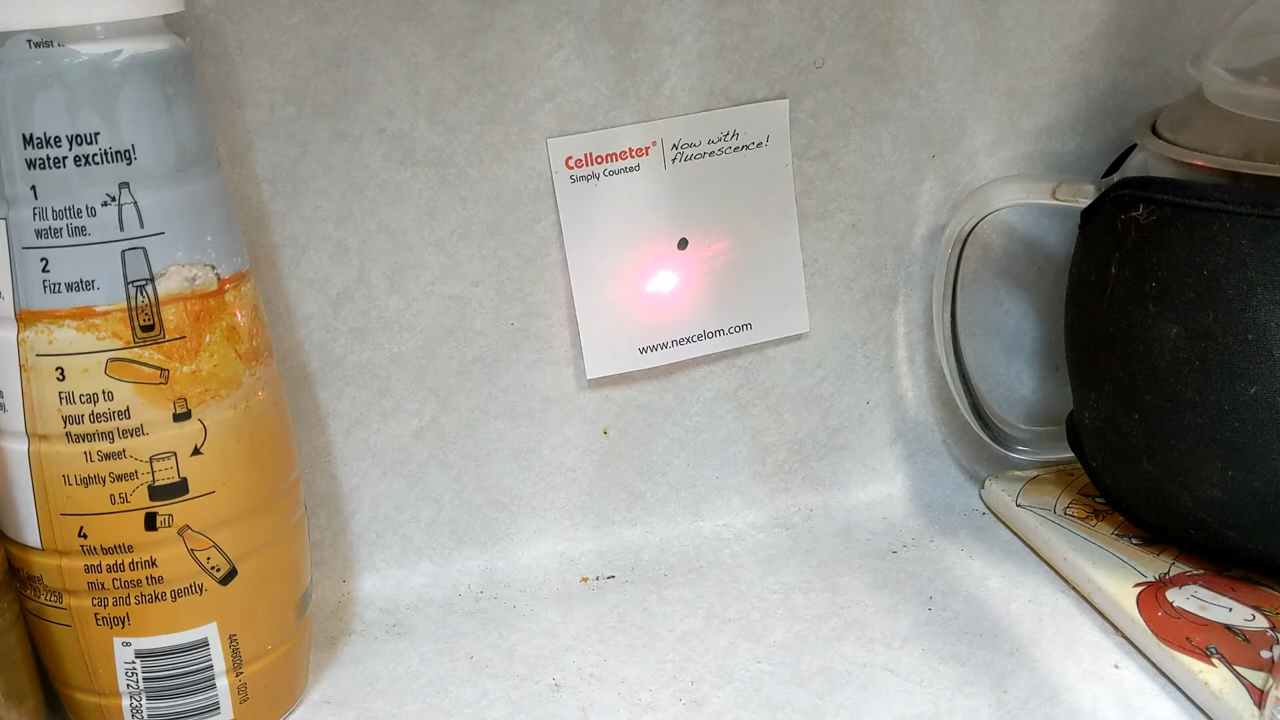 Twist
Make your
water exciting!
1
Fill bottle to
water line.
2
Fizz water.
3
Fill cap to
your desired
flavoring level.
1L Sweet
1L Lightly Sweet
0.5L
4
Tilt bottle
and add drink
mix. Close the
cap and shake gently.
Enjoy!
Cellometer®
Simply Counted
Now with
fluorescence!
www.nexcelom.com